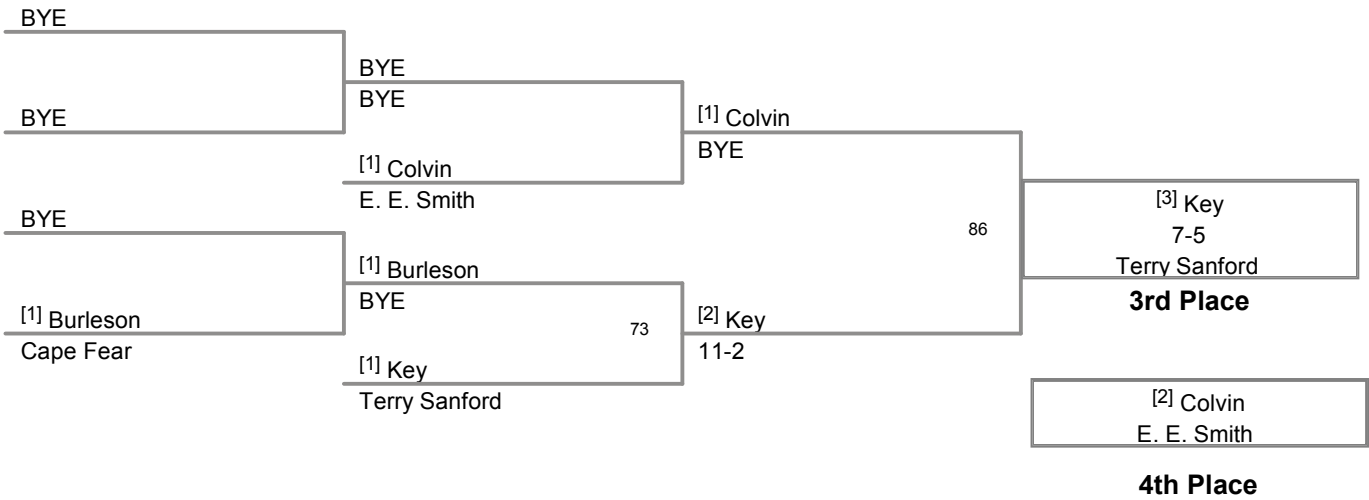 BYE
BYE
BYE
BYE
[1] Colvin
BYE
[1] Colvin
E. E. Smith
BYE
[1] Burleson
BYE
[1] Burleson
Cape Fear
73
[1] Key
Terry Sanford
[2] Key
11-2
86
[3] Key
7-5
Terry Sanford
3rd Place
[2] Colvin
E. E. Smith
4th Place